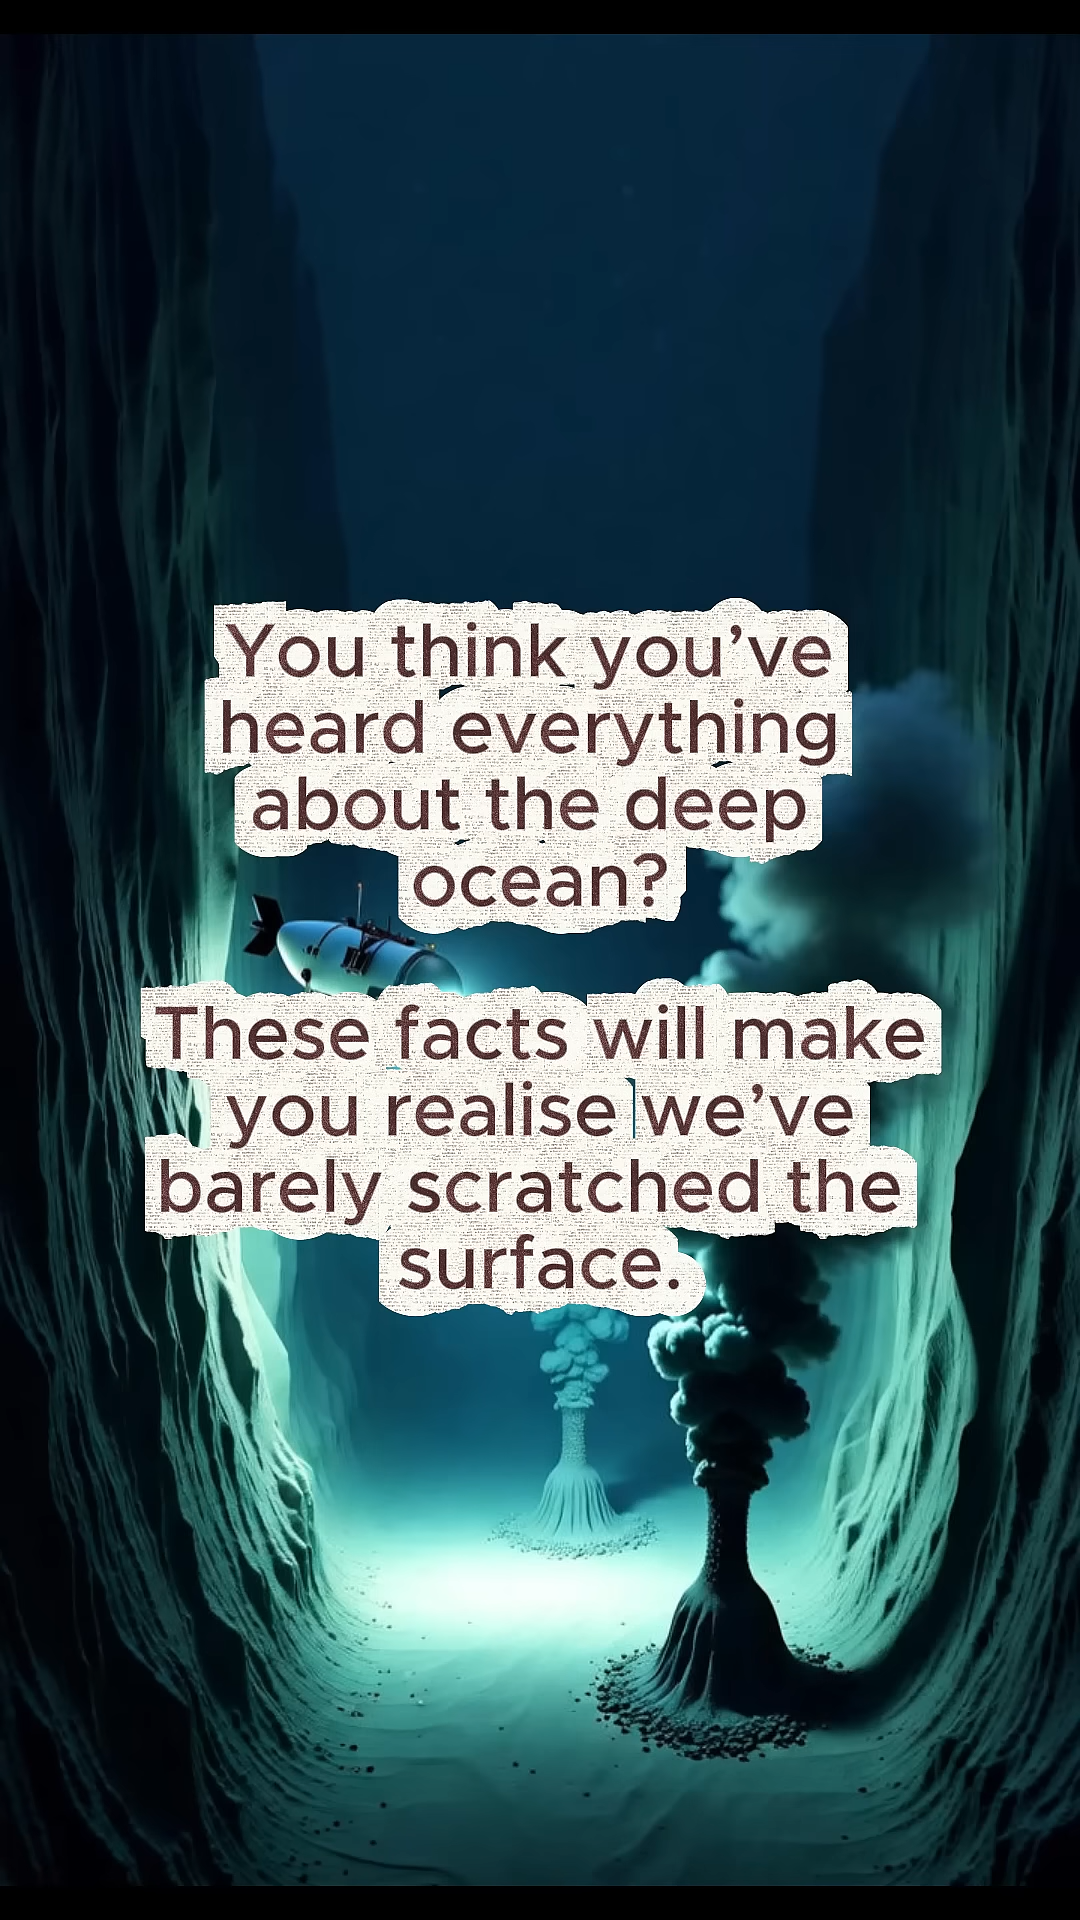 You think you’ve
heard everything
about the deep
ocean?
These facts will make
you realise we’ve
barely scratched the
surface.